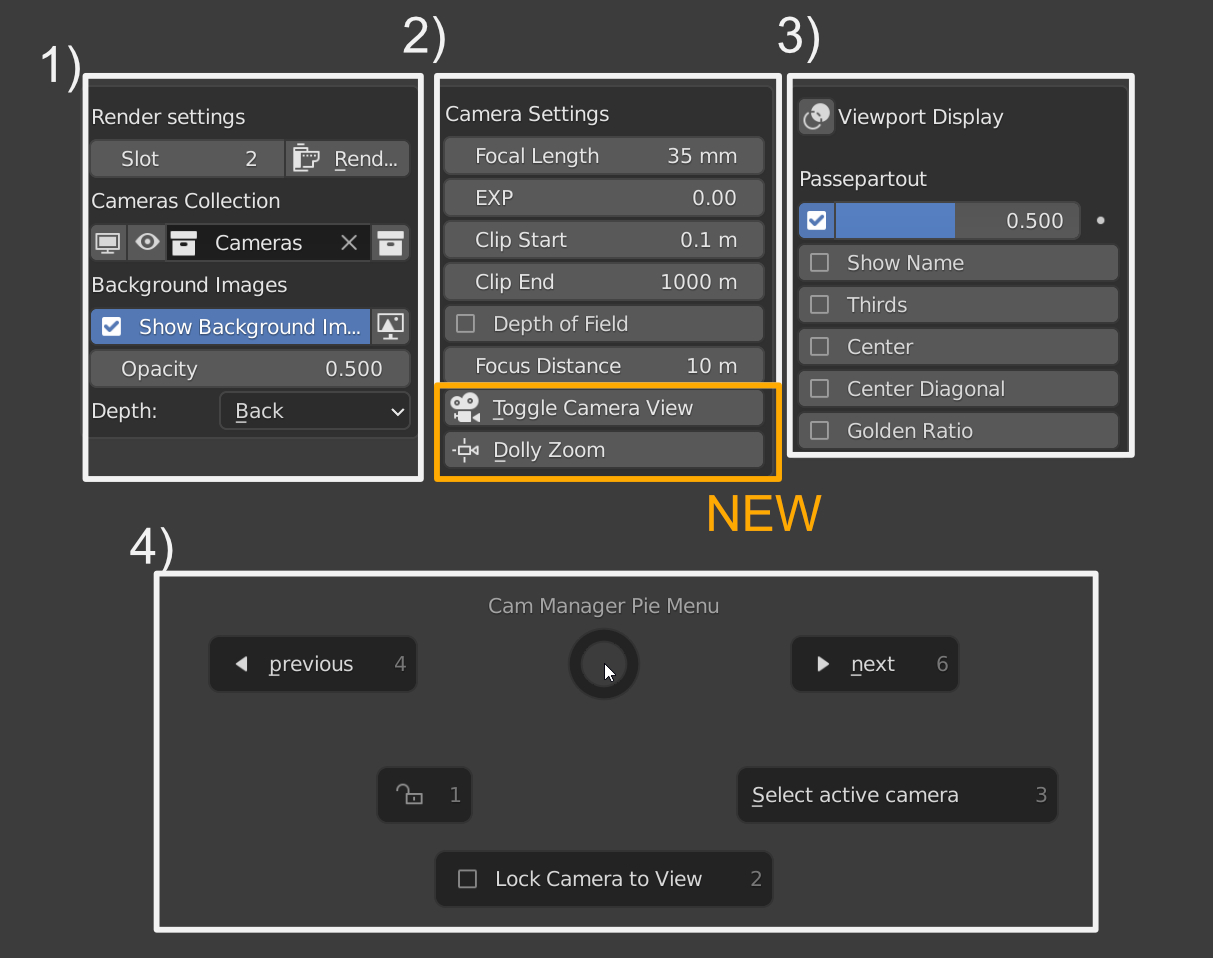 1)
Render settings
Slot 2 Rend...
Cameras Collection
Cameras
Background Images
Show Background Im...
Opacity 0.500
Depth: Back
2)
Camera Settings
Focal Length 35 mm
EXP 0.00
Clip Start 0.1 m
Clip End 1000 m
Depth of Field
Focus Distance 10 m
Toggle Camera View
Dolly Zoom
NEW
3)
Viewport Display
Passepartout
0.500
Show Name
Thirds
Center
Center Diagonal
Golden Ratio
4)
Cam Manager Pie Menu
previous 4
next 6
1
Select active camera 3
Lock Camera to View 2